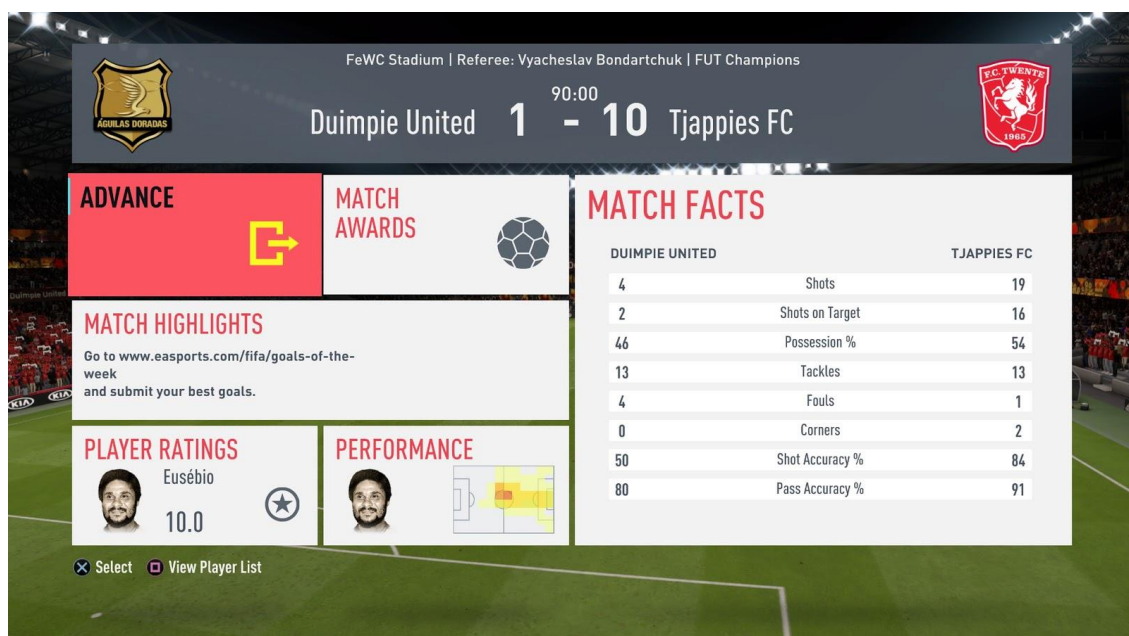 FeWC Stadium | Referee: Vyacheslav Bondartchuk | FUT Champions
90:00
Duimpie United 1 - 10 Tjappies FC
ÁGUILAS DORADAS
F.C. TWENTE
1965
ADVANCE
MATCH
AWARDS
MATCH FACTS
DUIMPIE UNITED TJAPPIES FC
4 Shots 19
2 Shots on Target 16
46 Possession % 54
13 Tackles 13
4 Fouls 1
0 Corners 2
50 Shot Accuracy % 84
80 Pass Accuracy % 91
MATCH HIGHLIGHTS
Go to www.easports.com/fifa/goals-of-the-
week
and submit your best goals.
PLAYER RATINGS
Eusébio
10.0
PERFORMANCE
Select View Player List
Duimpie United
KIA KIA